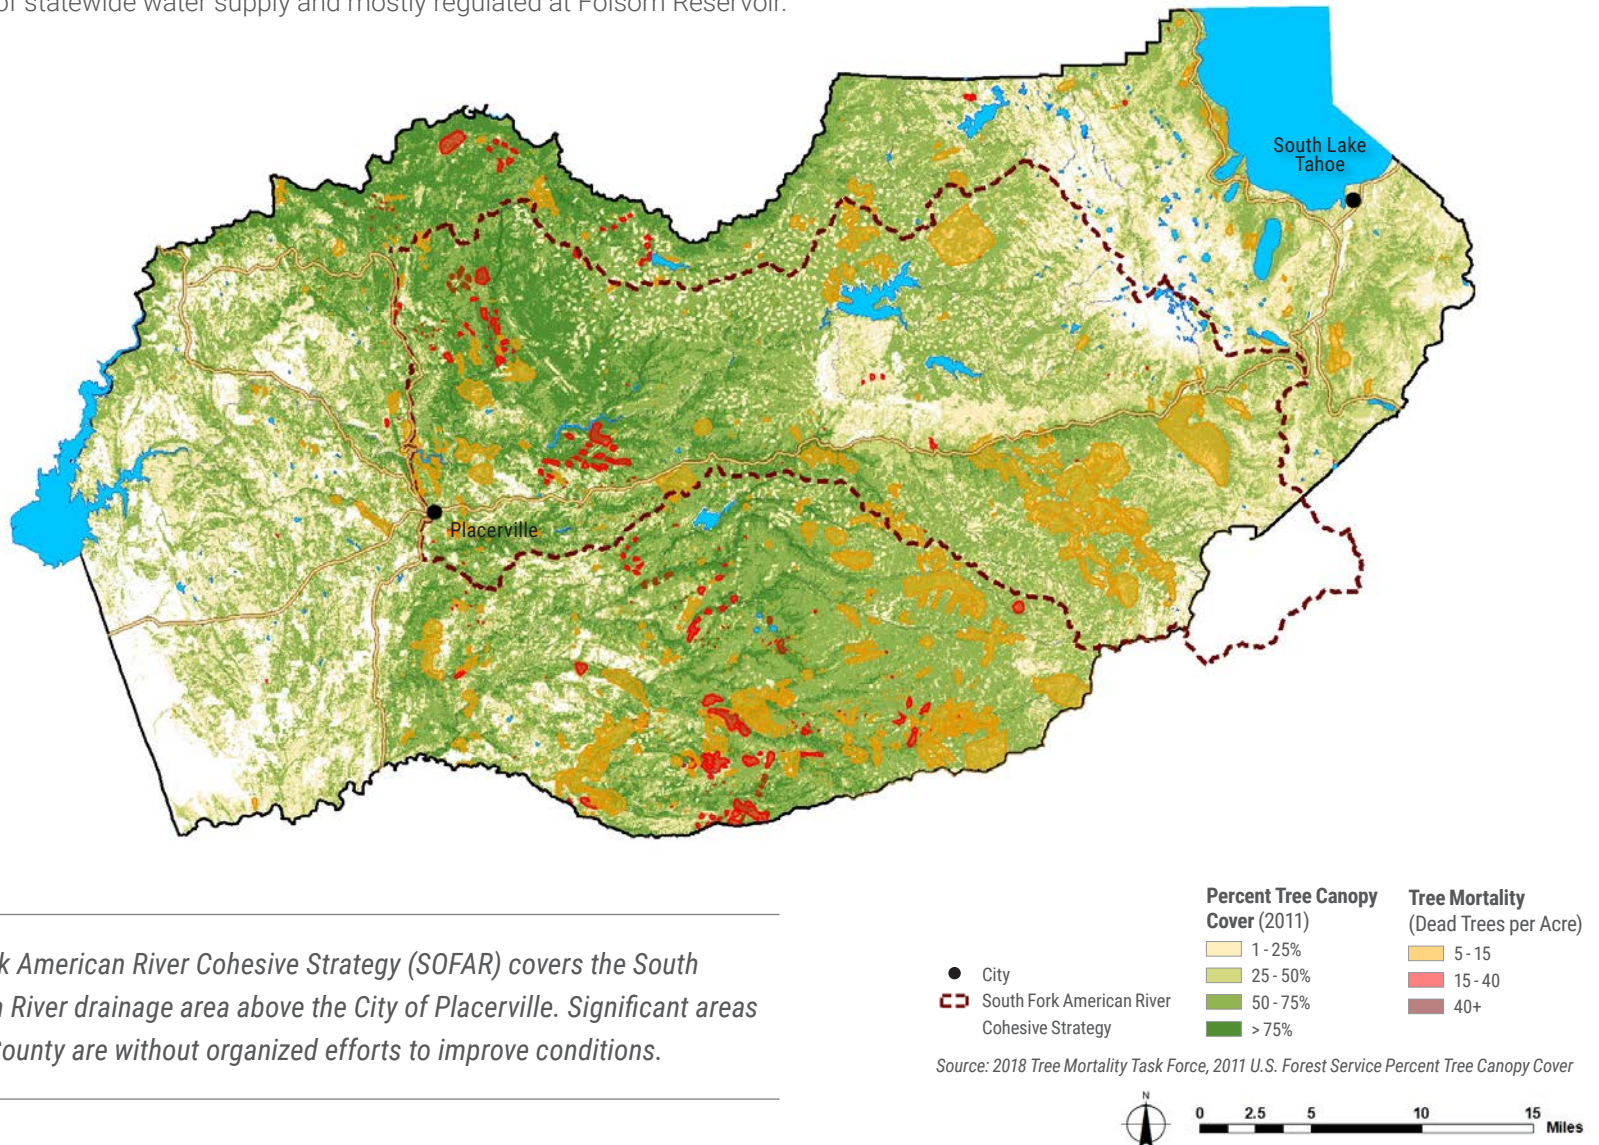 of statewide water supply and mostly regulated at Folsom Reservoir.
South Lake
Tahoe
Placerville
k American River Cohesive Strategy (SOFAR) covers the South
River drainage area above the City of Placerville. Significant areas
County are without organized efforts to improve conditions.
City
South Fork American River
Cohesive Strategy
Percent Tree Canopy
Cover (2011)
1 - 25%
25 - 50%
50 - 75%
> 75%
Tree Mortality
(Dead Trees per Acre)
5 - 15
15 - 40
40+
Source: 2018 Tree Mortality Task Force, 2011 U.S. Forest Service Percent Tree Canopy Cover
N
0 2.5 5 10 15 Miles